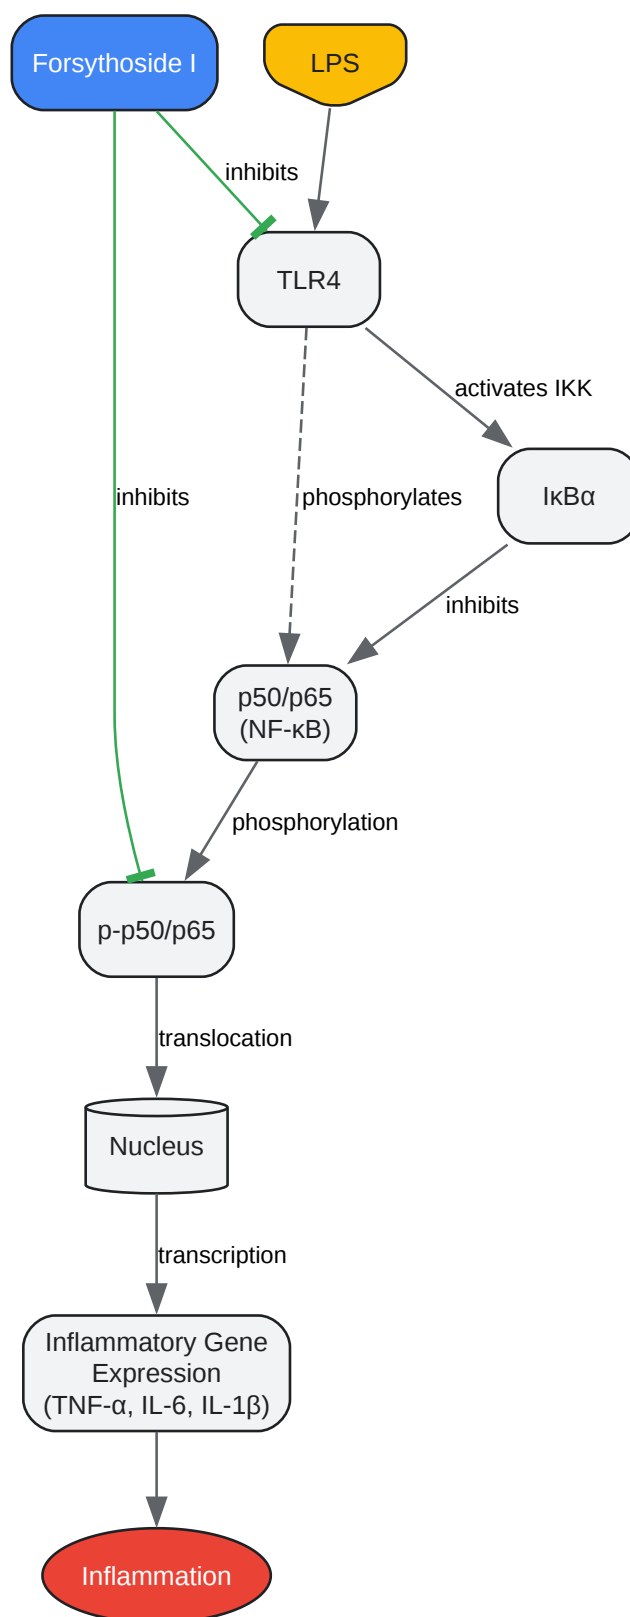 Forsythoside I
LPS
inhibits
TLR4
activates IKK
inhibits
phosphorylates
IκBα
inhibits
p50/p65
(NF-κB)
phosphorylation
p-p50/p65
translocation
Nucleus
transcription
Inflammatory Gene
Expression
(TNF-α, IL-6, IL-1β)
Inflammation